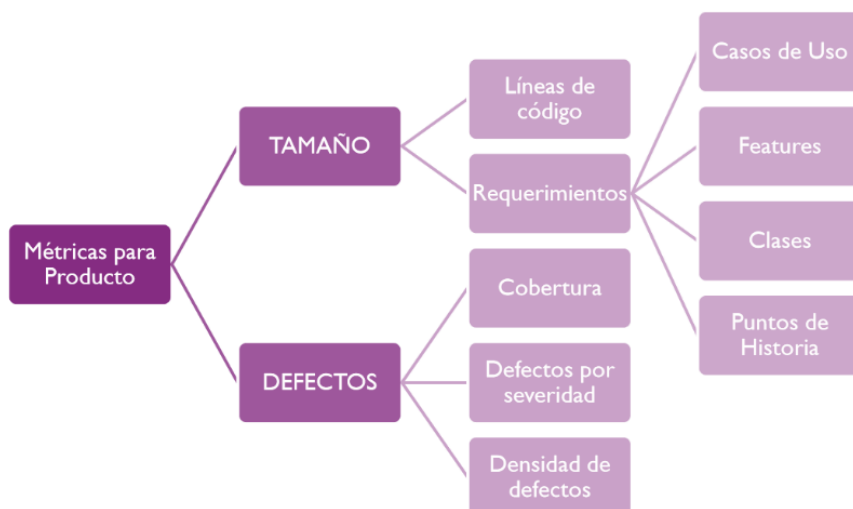 Métricas para
Producto
TAMAÑO
Líneas de
código
Requerimientos
Casos de Uso
Features
Clases
Puntos de
Historia
DEFECTOS
Cobertura
Defectos por
severidad
Densidad de
defectos